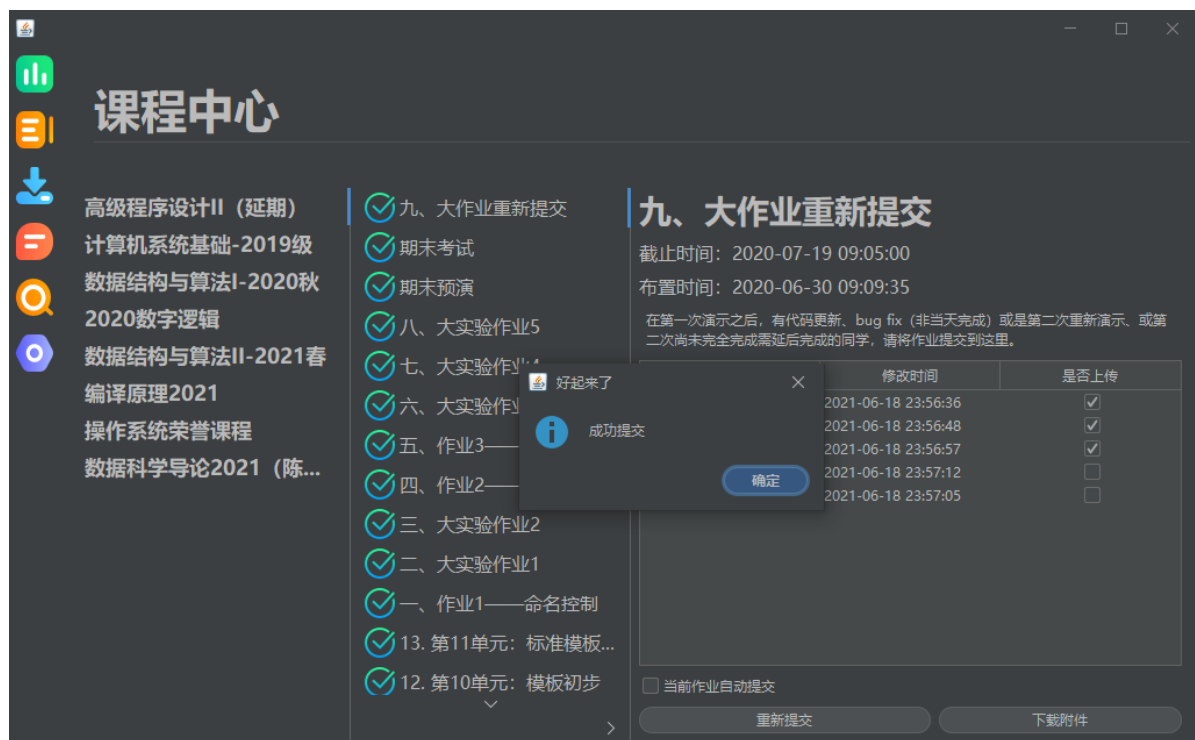 课程中心
高级程序设计II（延期）
计算机系统基础-2019级
数据结构与算法I-2020秋
2020数字逻辑
数据结构与算法II-2021春
编译原理2021
操作系统荣誉课程
数据科学导论2021（陈...
九、大作业重新提交
期末考试
期末预演
八、大实验作业5
七、大实验作业4
六、大实验作业
五、作业3——
四、作业2——
三、大实验作业2
二、大实验作业1
一、作业1——命名控制
13. 第11单元：标准模板...
12. 第10单元：模板初步
九、大作业重新提交
截止时间：2020-07-19 09:05:00
布置时间：2020-06-30 09:09:35
在第一次演示之后，有代码更新、bug fix（非当天完成）或是第二次重新演示、或第
二次尚未完全完成需延后完成的同学，请将作业提交到这里。
修改时间 是否上传
2021-06-18 23:56:36
2021-06-18 23:56:48
2021-06-18 23:56:57
2021-06-18 23:57:12
2021-06-18 23:57:05
好起来了
成功提交
确定
当前作业自动提交
重新提交 下载附件